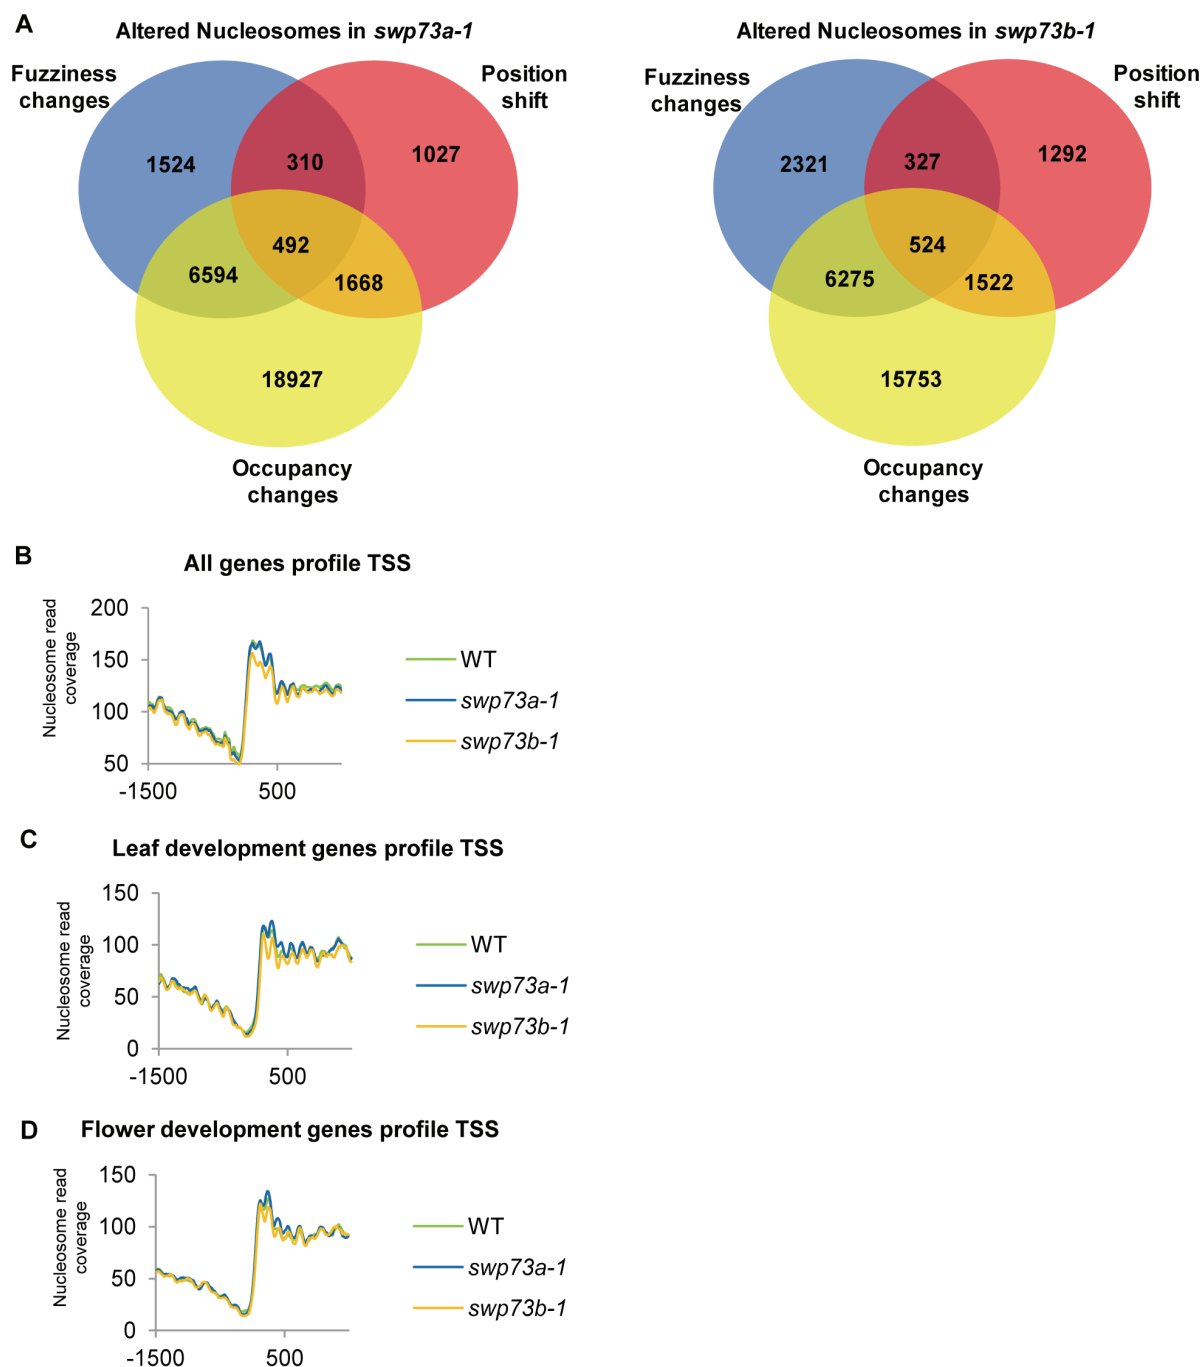 A
Altered Nucleosomes in swp73a-1
Altered Nucleosomes in swp73b-1
Fuzziness
changes
Position
shift
1524
310
1027
492
6594
1668
18927
Occupancy
changes
Fuzziness
changes
Position
shift
2321
327
1292
524
6275
1522
15753
Occupancy
changes
B
All genes profile TSS
Nucleosome read
coverage
200
150
100
50
-1500
500
WT
swp73a-1
swp73b-1
C
Leaf development genes profile TSS
Nucleosome read
coverage
150
100
50
0
-1500
500
WT
swp73a-1
swp73b-1
D
Flower development genes profile TSS
Nucleosome read
coverage
150
100
50
0
-1500
500
WT
swp73a-1
swp73b-1